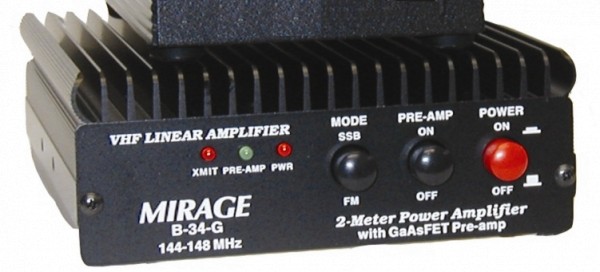 VHF LINEAR AMPLIFIER
XMIT PRE-AMP PWR
MIRAGE
B-34-G
144-148 MHz
MODE
SSB
FM
PRE-AMP
ON
OFF
POWER
ON
OFF
2-Meter Power Amplifier
with GaAsFET Pre-amp